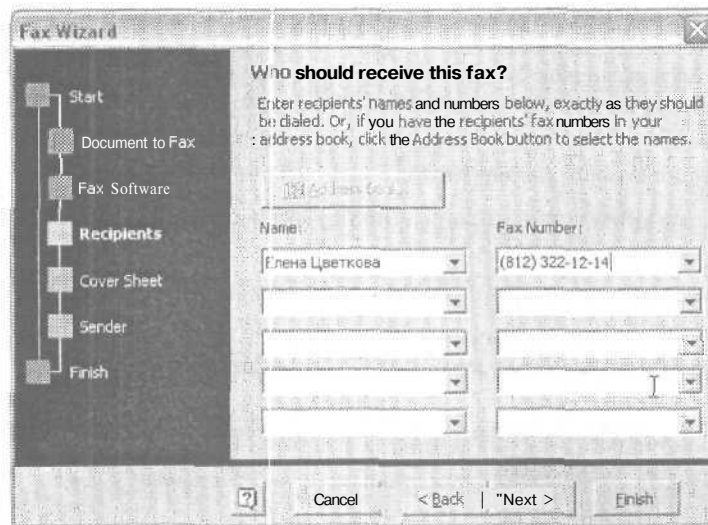 Fax Wizard
Start
Document to Fax
Fax Software
Recipients
Cover Sheet
Sender
Finish
Who should receive this fax?
Enter recipients' names and numbers below, exactly as they should
be dialed. Or, if you have the recipients' fax numbers in your
: address book, click the Address Book button to select the names.
Address Book...
Name:
Fax Number:
Елена Цветкова
(812) 322-12-14
Cancel
< Back
"Next >
Finish